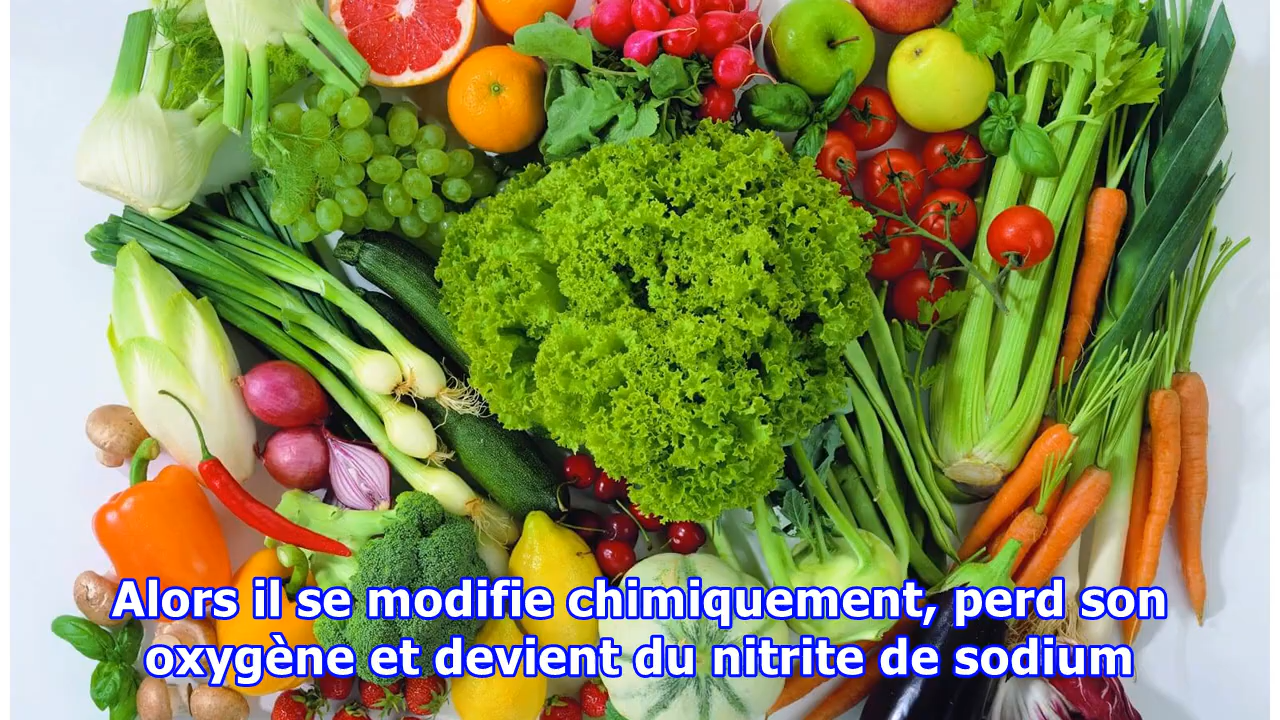 Alors il se modifie chimiquement, perd son
oxygène et devient du nitrite de sodium